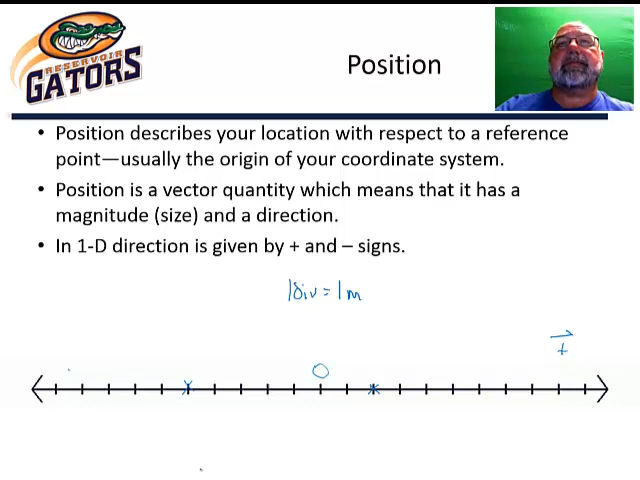 RESERVOIR
GATORS
Position
• Position describes your location with respect to a reference
point—usually the origin of your coordinate system.
• Position is a vector quantity which means that it has a
magnitude (size) and a direction.
• In 1-D direction is given by + and – signs.
1div = 1m
+
0